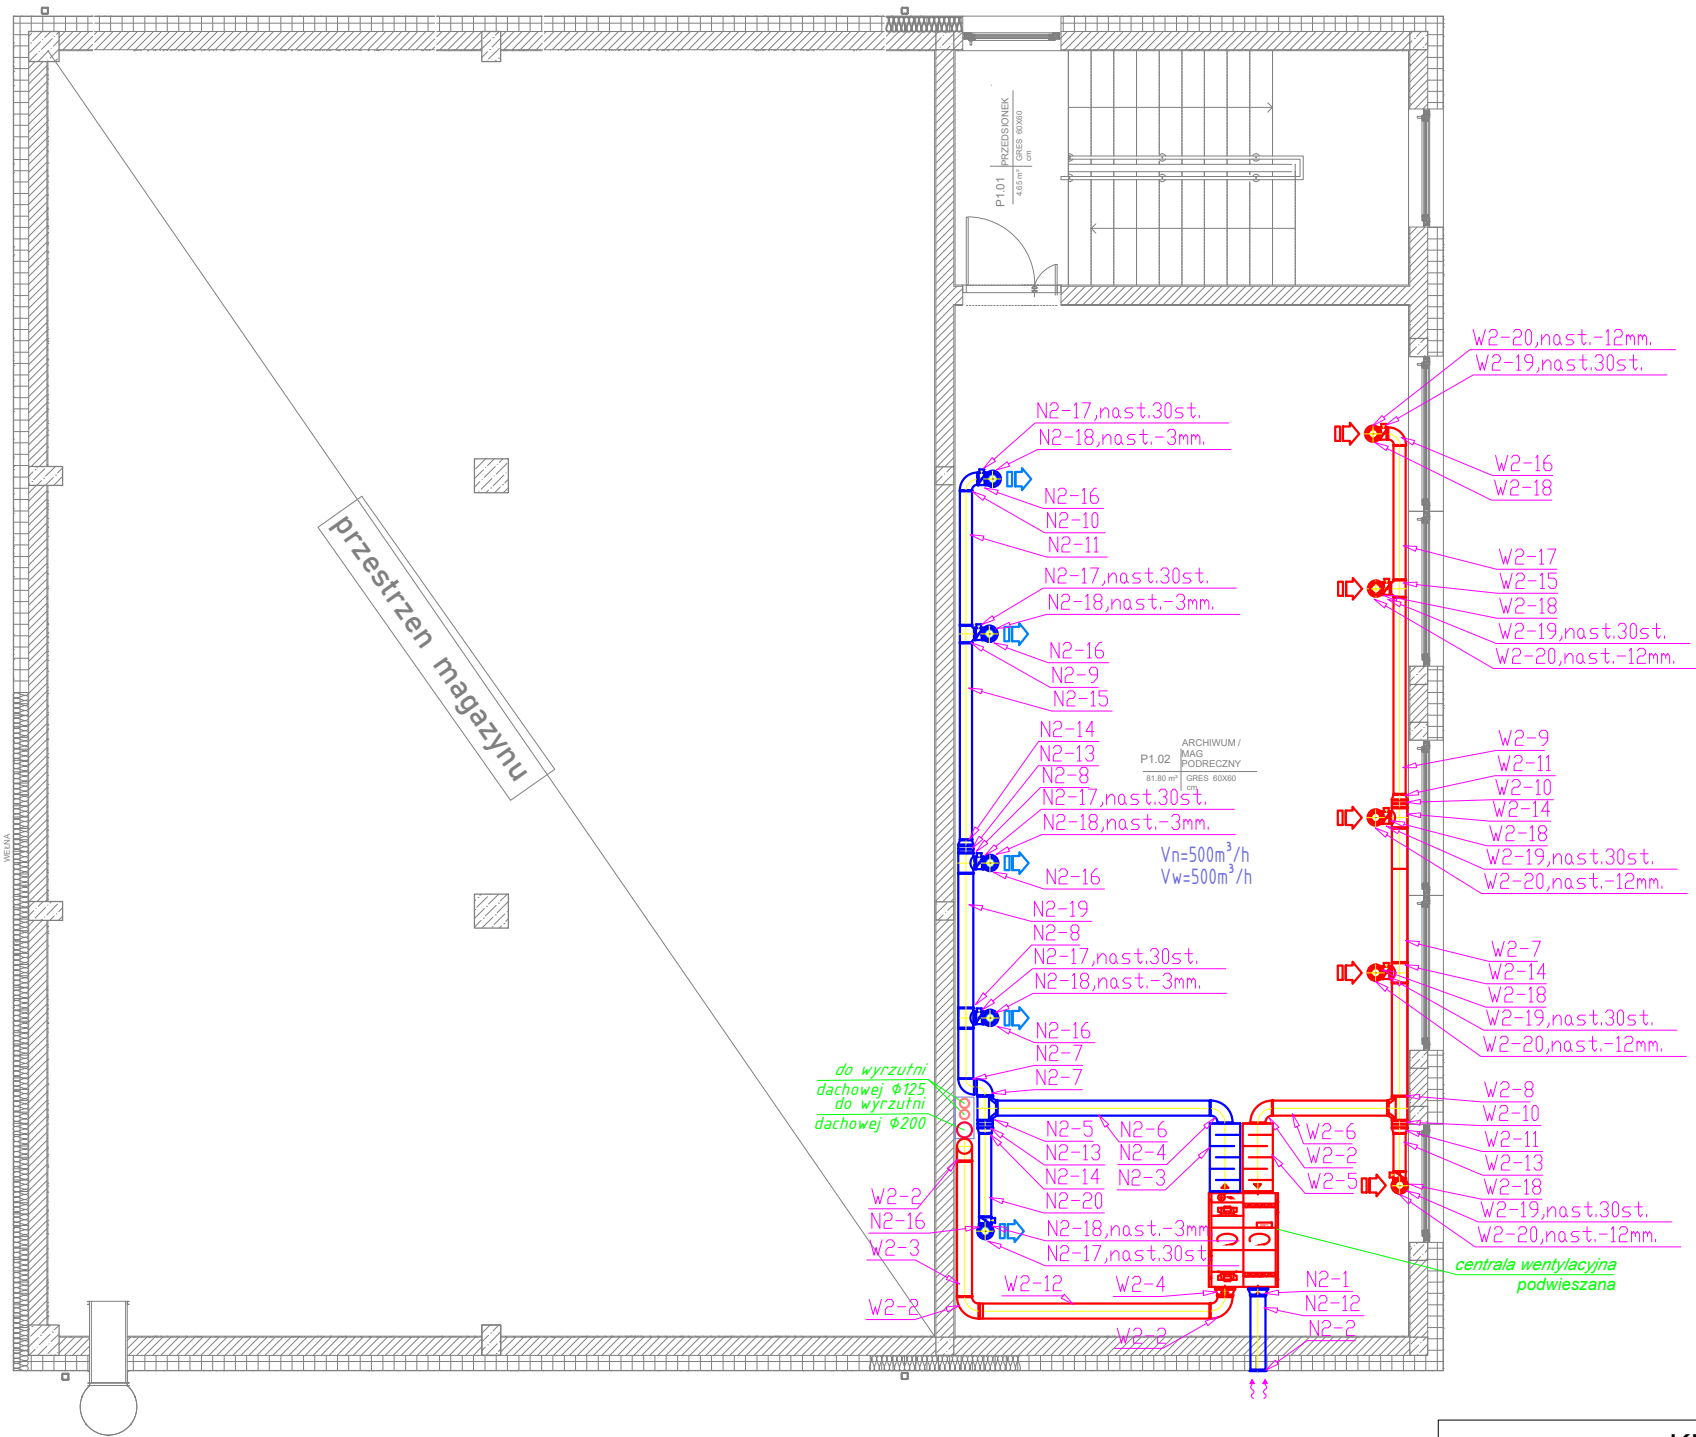 P1.01
PRZEDSIONEK
4.65 m²
GRES 60X60
cm
W2-20,nast.-12mm.
W2-19,nast.30st.
N2-17,nast.30st.
N2-18,nast.-3mm.
W2-16
W2-18
N2-16
N2-10
N2-11
W2-17
W2-15
W2-18
W2-19,nast.30st.
W2-20,nast.-12mm.
N2-17,nast.30st.
N2-18,nast.-3mm.
N2-16
N2-9
N2-15
przestrzen magazynu
N2-14
N2-13
N2-8
N2-17,nast.30st.
N2-18,nast.-3mm.
N2-16
P1.02
ARCHIWUM /
MAG
PODRECZNY
81.80 m²
GRES 60X60
cm
W2-9
W2-11
W2-10
W2-14
W2-18
W2-19,nast.30st.
W2-20,nast.-12mm.
WEŁNA
Vn=500m³/h
Vw=500m³/h
N2-19
N2-8
N2-17,nast.30st.
N2-18,nast.-3mm.
N2-16
N2-7
N2-7
W2-7
W2-14
W2-18
W2-19,nast.30st.
W2-20,nast.-12mm.
do wyrzutni
dachowej Φ125
do wyrzutni
dachowej Φ200
N2-5
N2-13
N2-14
N2-20
N2-6
N2-4
N2-3
W2-6
W2-2
W2-5
W2-8
W2-10
W2-11
W2-13
W2-18
W2-19,nast.30st.
W2-20,nast.-12mm.
W2-2
N2-16
W2-3
N2-18,nast.-3mm
N2-17,nast.30st
centrala wentylacyjna
podwieszana
W2-12
W2-4
N2-1
N2-12
N2-2
W2-2
W2-2